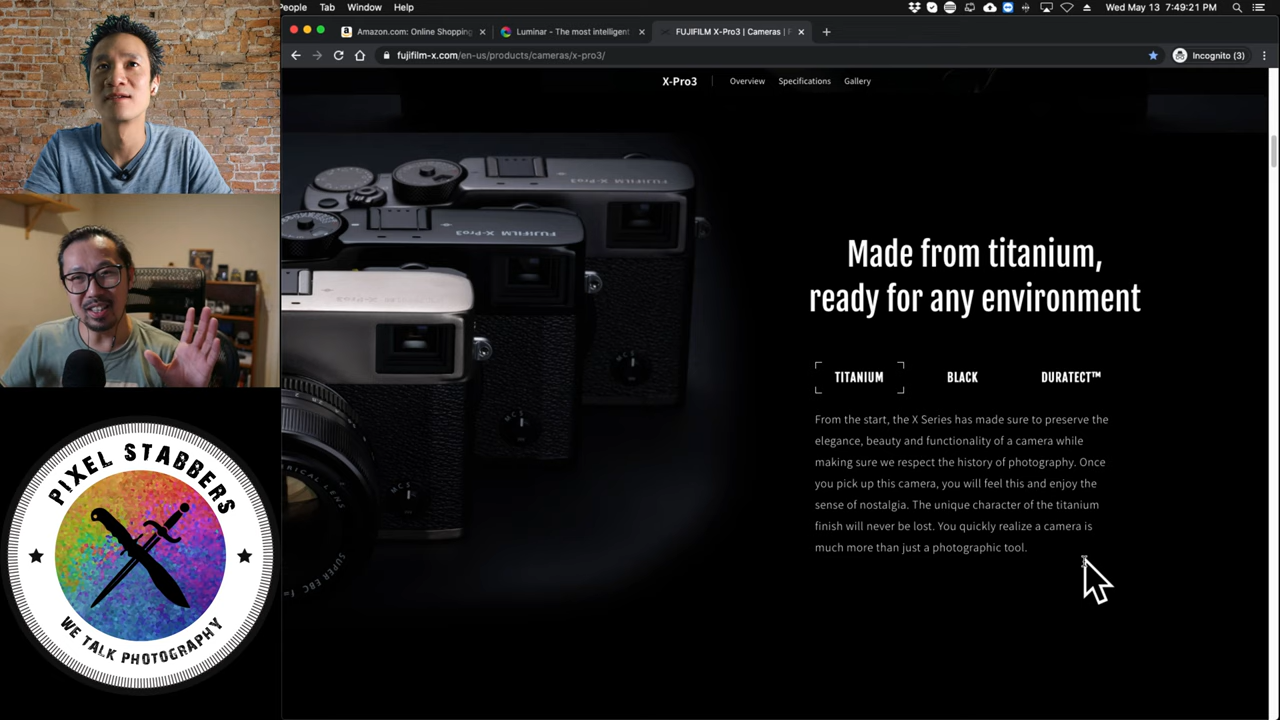 People Tab Window Help
Wed May 13 7:49:21 PM
Amazon.com: Online Shopping
Luminar - The most intelligent
FUJIFILM X-Pro3 | Cameras |
fujifilm-x.com/en-us/products/cameras/x-pro3/
Incognito (3)
X-Pro3
Overview
Specifications
Gallery
FUJIFILM X-Pro3
FUJIFILM X-Pro3
X-Pro3
M C S
M C S
M C S
SUPER EBC
Made from titanium,
ready for any environment
TITANIUM
BLACK
DURATECT™
From the start, the X Series has made sure to preserve the
elegance, beauty and functionality of a camera while
making sure we respect the history of photography. Once
you pick up this camera, you will feel this and enjoy the
sense of nostalgia. The unique character of the titanium
finish will never be lost. You quickly realize a camera is
much more than just a photographic tool.
PIXEL STABBERS
WE TALK PHOTOGRAPHY